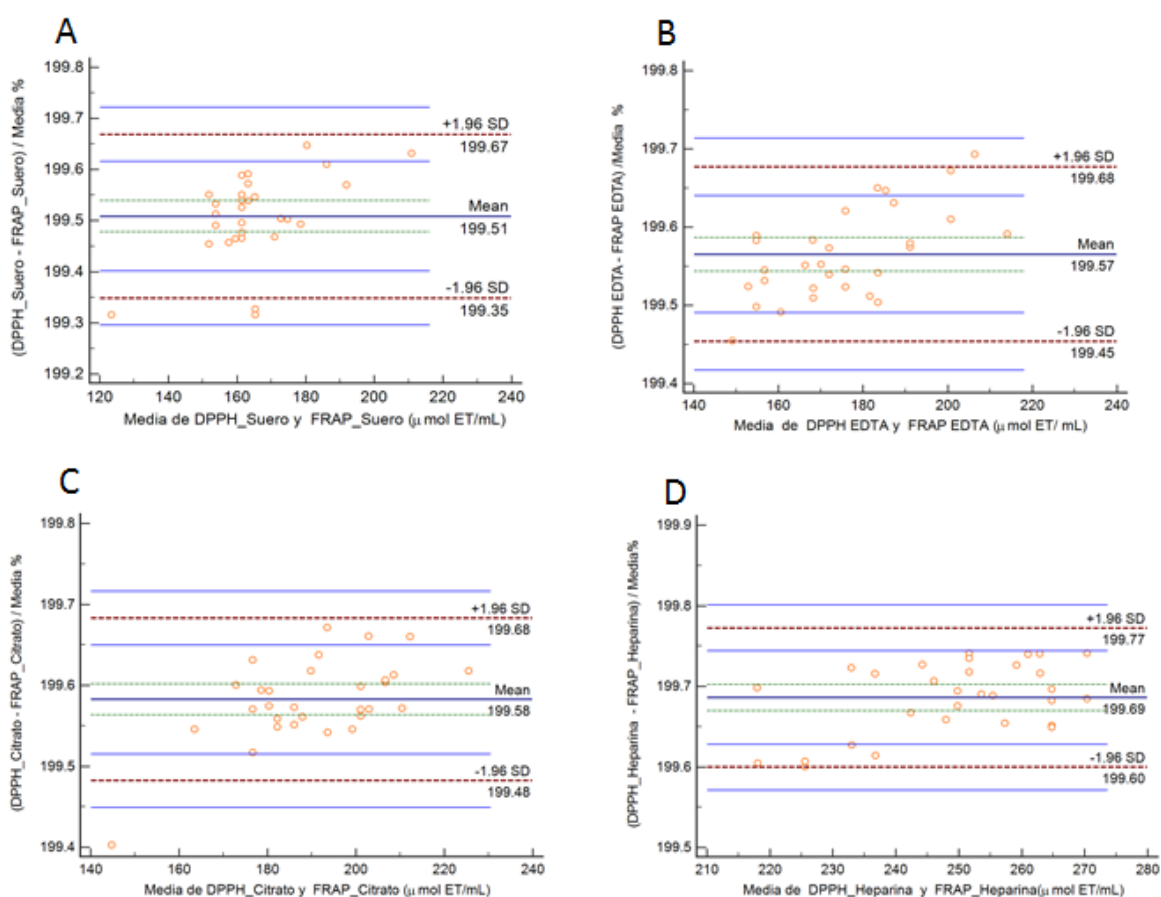 A
(DPPH_Suero - FRAP_Suero) / Media %
199.8
199.7
199.6
199.5
199.4
199.3
199.2
+1.96 SD
199.67
Mean
199.51
-1.96 SD
199.35
120 140 160 180 200 220 240
Media de DPPH_Suero y FRAP_Suero (µ mol ET/mL)
B
(DPPH EDTA - FRAP EDTA) /Media %
199.8
199.7
199.6
199.5
199.4
+1.96 SD
199.68
Mean
199.57
-1.96 SD
199.45
140 160 180 200 220 240
Media de DPPH EDTA y FRAP EDTA (µ mol ET/ mL)
C
(DPPH_Citrato - FRAP_Citrato) / Media %
199.8
199.7
199.6
199.5
199.4
+1.96 SD
199.68
Mean
199.58
-1.96 SD
199.48
140 160 180 200 220 240
Media de DPPH_Citrato y FRAP_Citrato (µ mol ET/mL)
D
(DPPH_Heparina - FRAP_Heparina) / Media%
199.9
199.8
199.7
199.6
199.5
+1.96 SD
199.77
Mean
199.69
-1.96 SD
199.60
210 220 230 240 250 260 270 280
Media de DPPH_Heparina y FRAP_Heparina(µ mol ET/mL)